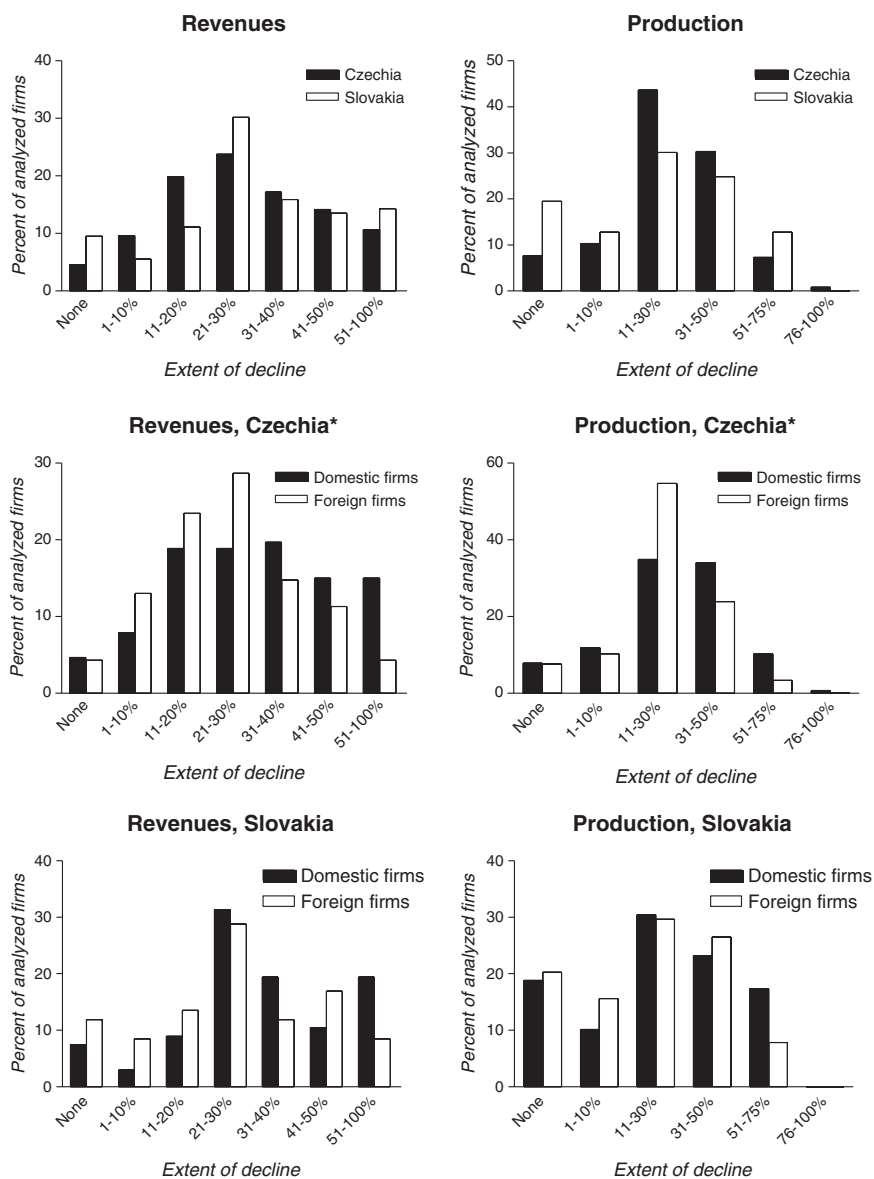 Revenues
Percent of analyzed firms
40
30
20
10
0
Czechia
Slovakia
None
1-10%
11-20%
21-30%
31-40%
41-50%
51-100%
Extent of decline
Production
Percent of analyzed firms
50
40
30
20
10
0
Czechia
Slovakia
None
1-10%
11-30%
31-50%
51-75%
76-100%
Extent of decline
Revenues, Czechia*
Percent of analyzed firms
30
20
10
0
Domestic firms
Foreign firms
None
1-10%
11-20%
21-30%
31-40%
41-50%
51-100%
Extent of decline
Production, Czechia*
Percent of analyzed firms
60
40
20
0
Domestic firms
Foreign firms
None
1-10%
11-30%
31-50%
51-75%
76-100%
Extent of decline
Revenues, Slovakia
Percent of analyzed firms
40
30
20
10
0
Domestic firms
Foreign firms
None
1-10%
11-20%
21-30%
31-40%
41-50%
51-100%
Extent of decline
Production, Slovakia
Percent of analyzed firms
40
30
20
10
0
Domestic firms
Foreign firms
None
1-10%
11-30%
31-50%
51-75%
76-100%
Extent of decline